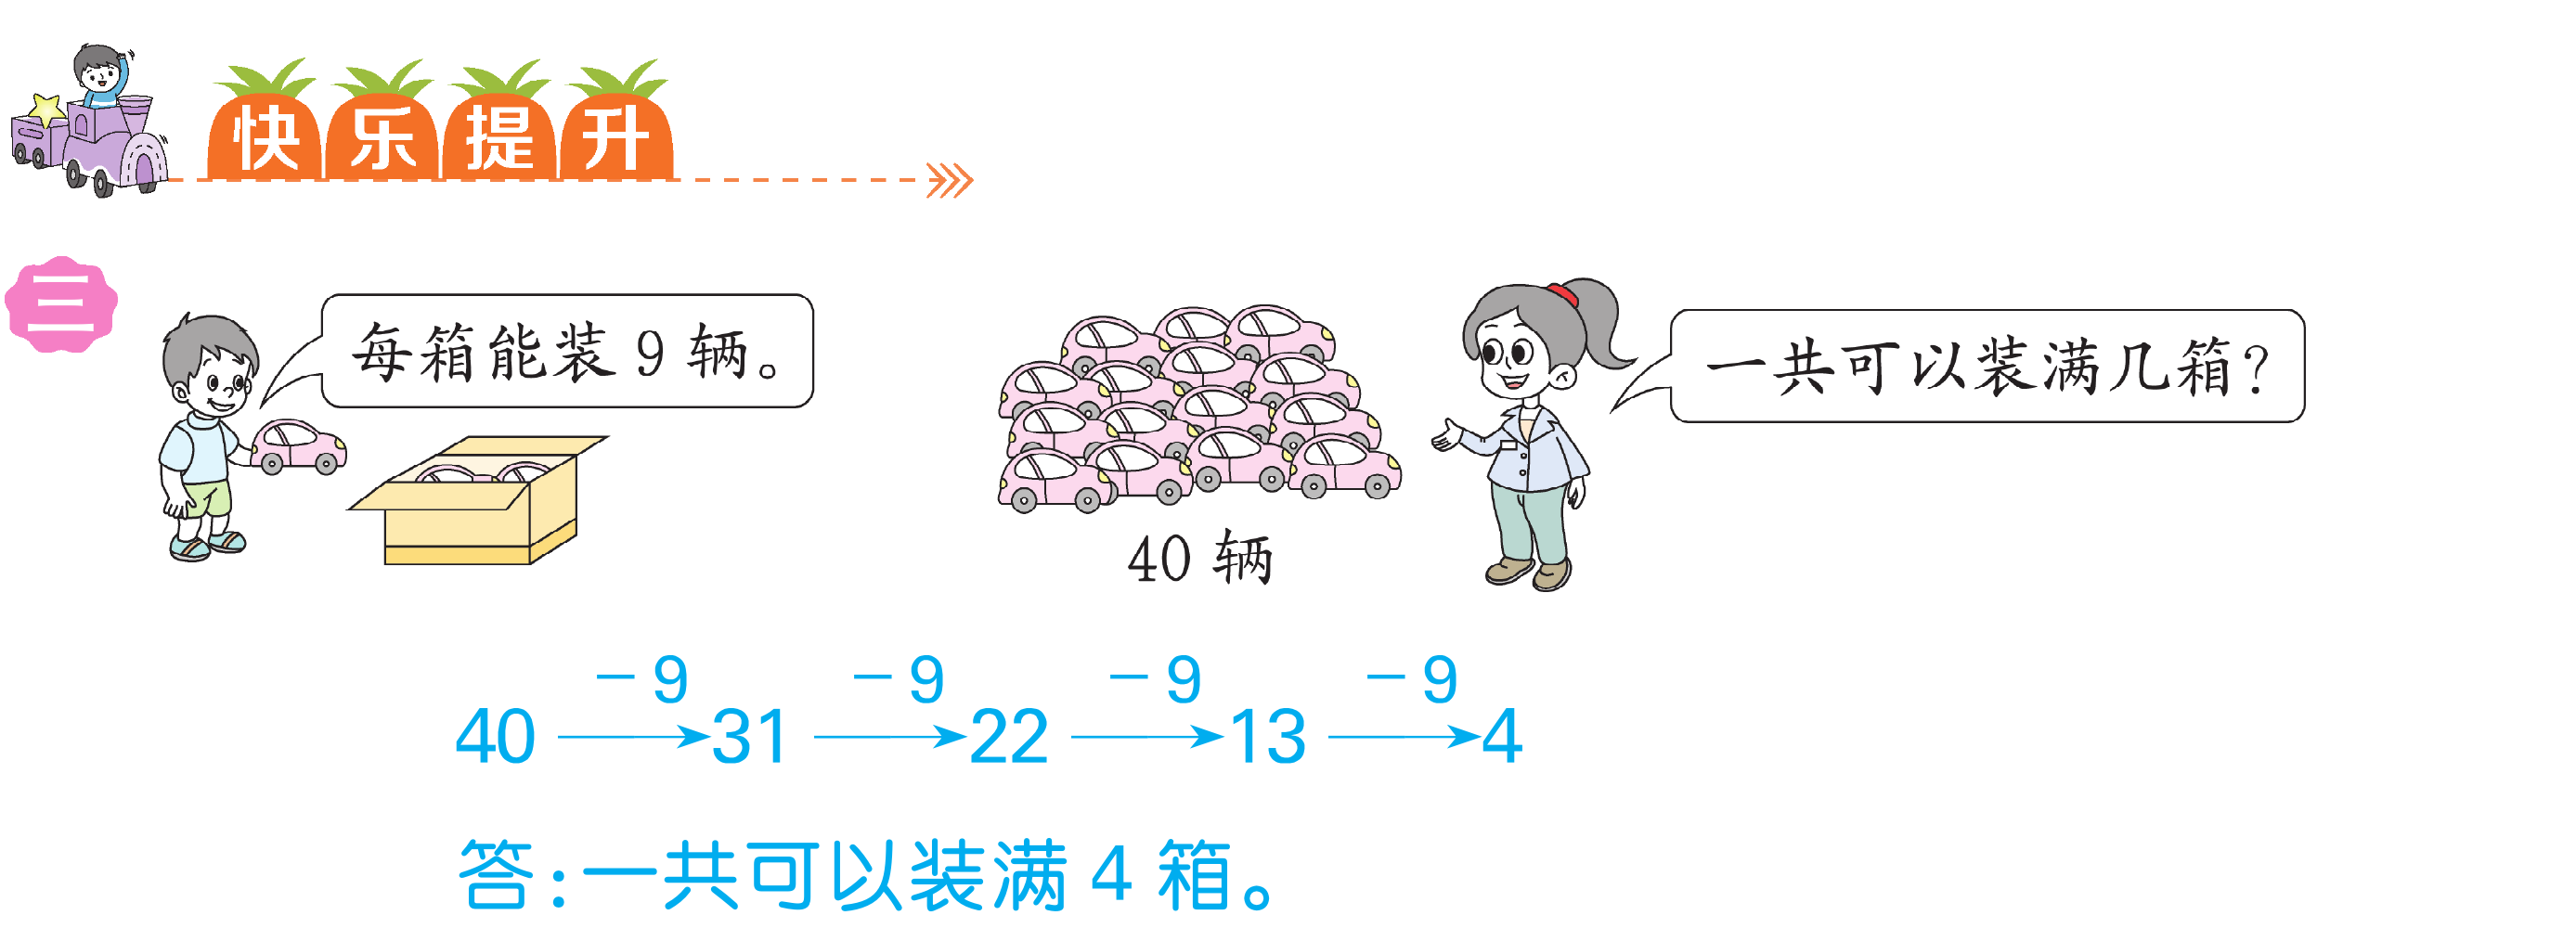 快乐提升
三
每箱能装 9 辆。
一共可以装满几箱?
40 辆
－9 －9 －9 －9
40 → 31 → 22 → 13 → 4
答:一共可以装满 4 箱。